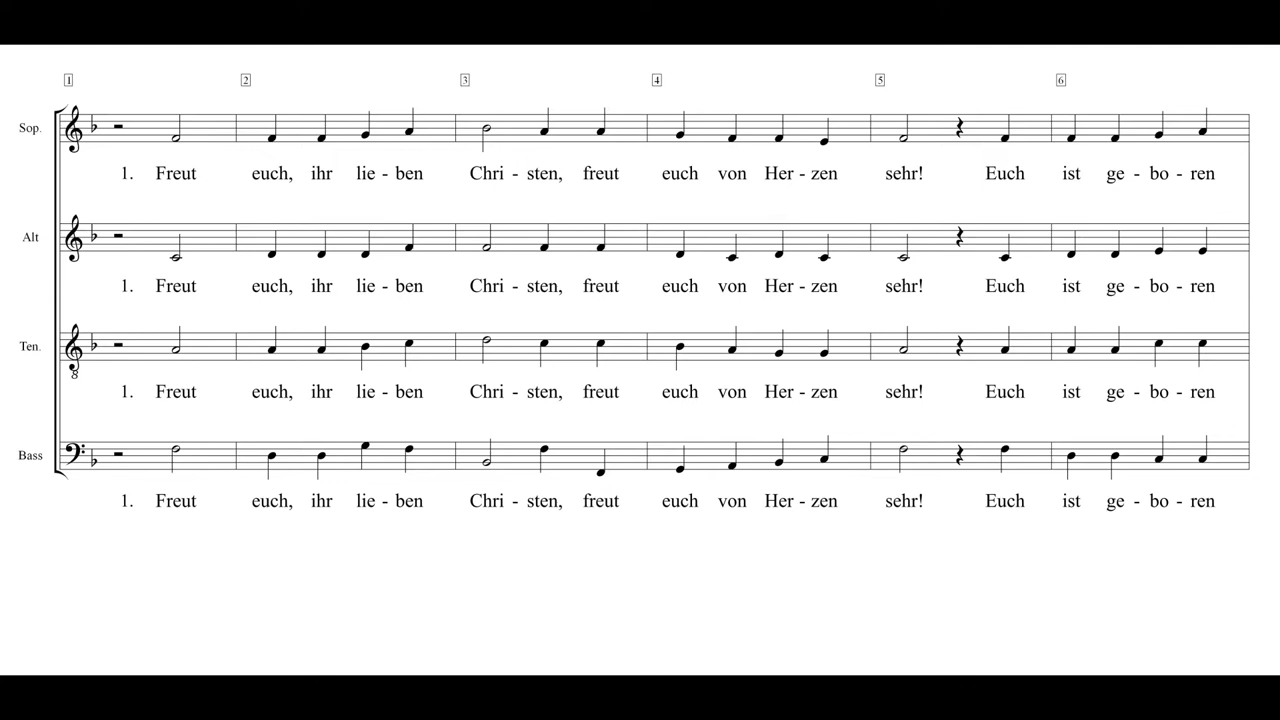 1 2 3 4 5 6
Sop.
1. Freut euch, ihr lie - ben Chri - sten, freut euch von Her - zen sehr! Euch ist ge - bo - ren
Alt
1. Freut euch, ihr lie - ben Chri - sten, freut euch von Her - zen sehr! Euch ist ge - bo - ren
Ten.
8
1. Freut euch, ihr lie - ben Chri - sten, freut euch von Her - zen sehr! Euch ist ge - bo - ren
Bass
1. Freut euch, ihr lie - ben Chri - sten, freut euch von Her - zen sehr! Euch ist ge - bo - ren